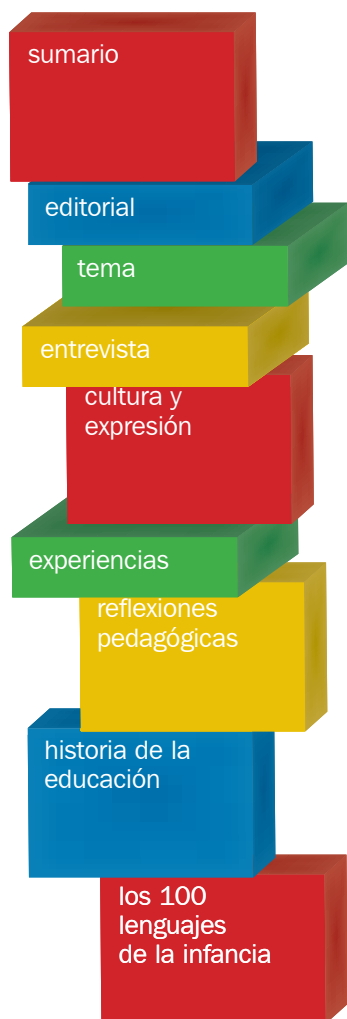 sumario
editorial
tema
entrevista
cultura y
expresión
experiencias
reflexiones
pedagógicas
historia de la
educación
los 100
lenguajes
de la infancia